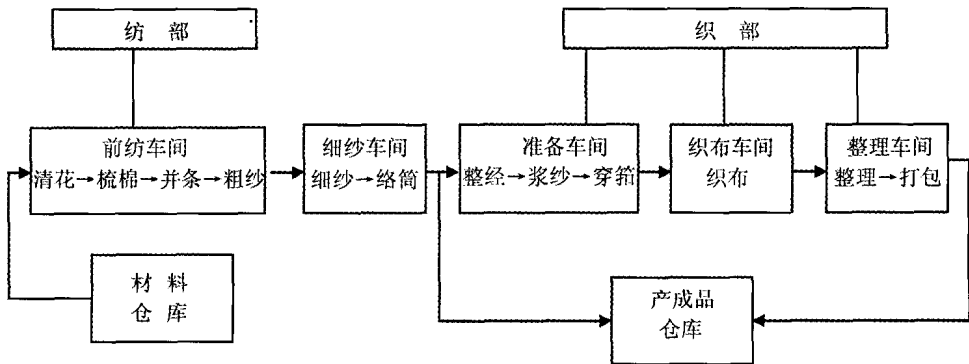 纺 部
织 部
前纺车间
清花→梳棉→并条→粗纱
细纱车间
细纱→络筒
准备车间
整经→浆纱→穿筘
织布车间
织布
整理车间
整理→打包
材 料
仓 库
产成品
仓库